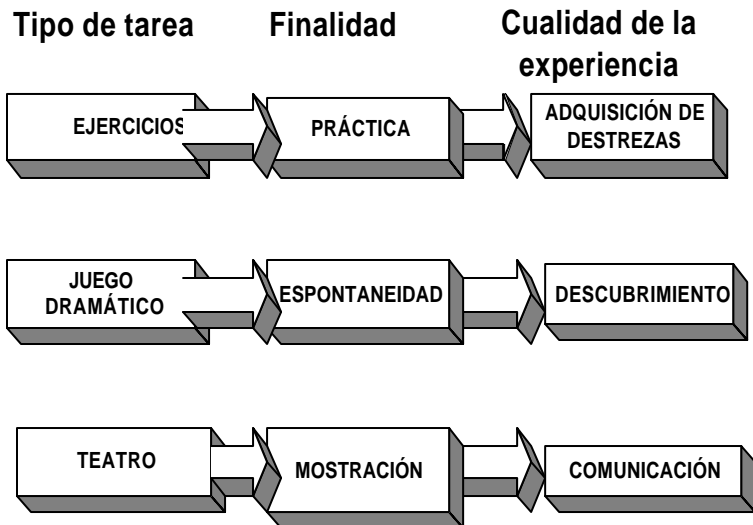 Tipo de tarea
Finalidad
Cualidad de la
experiencia
EJERCICIOS
PRÁCTICA
ADQUISICIÓN DE
DESTREZAS
JUEGO
DRAMÁTICO
ESPONTANEIDAD
DESCUBRIMIENTO
TEATRO
MOSTRACIÓN
COMUNICACIÓN